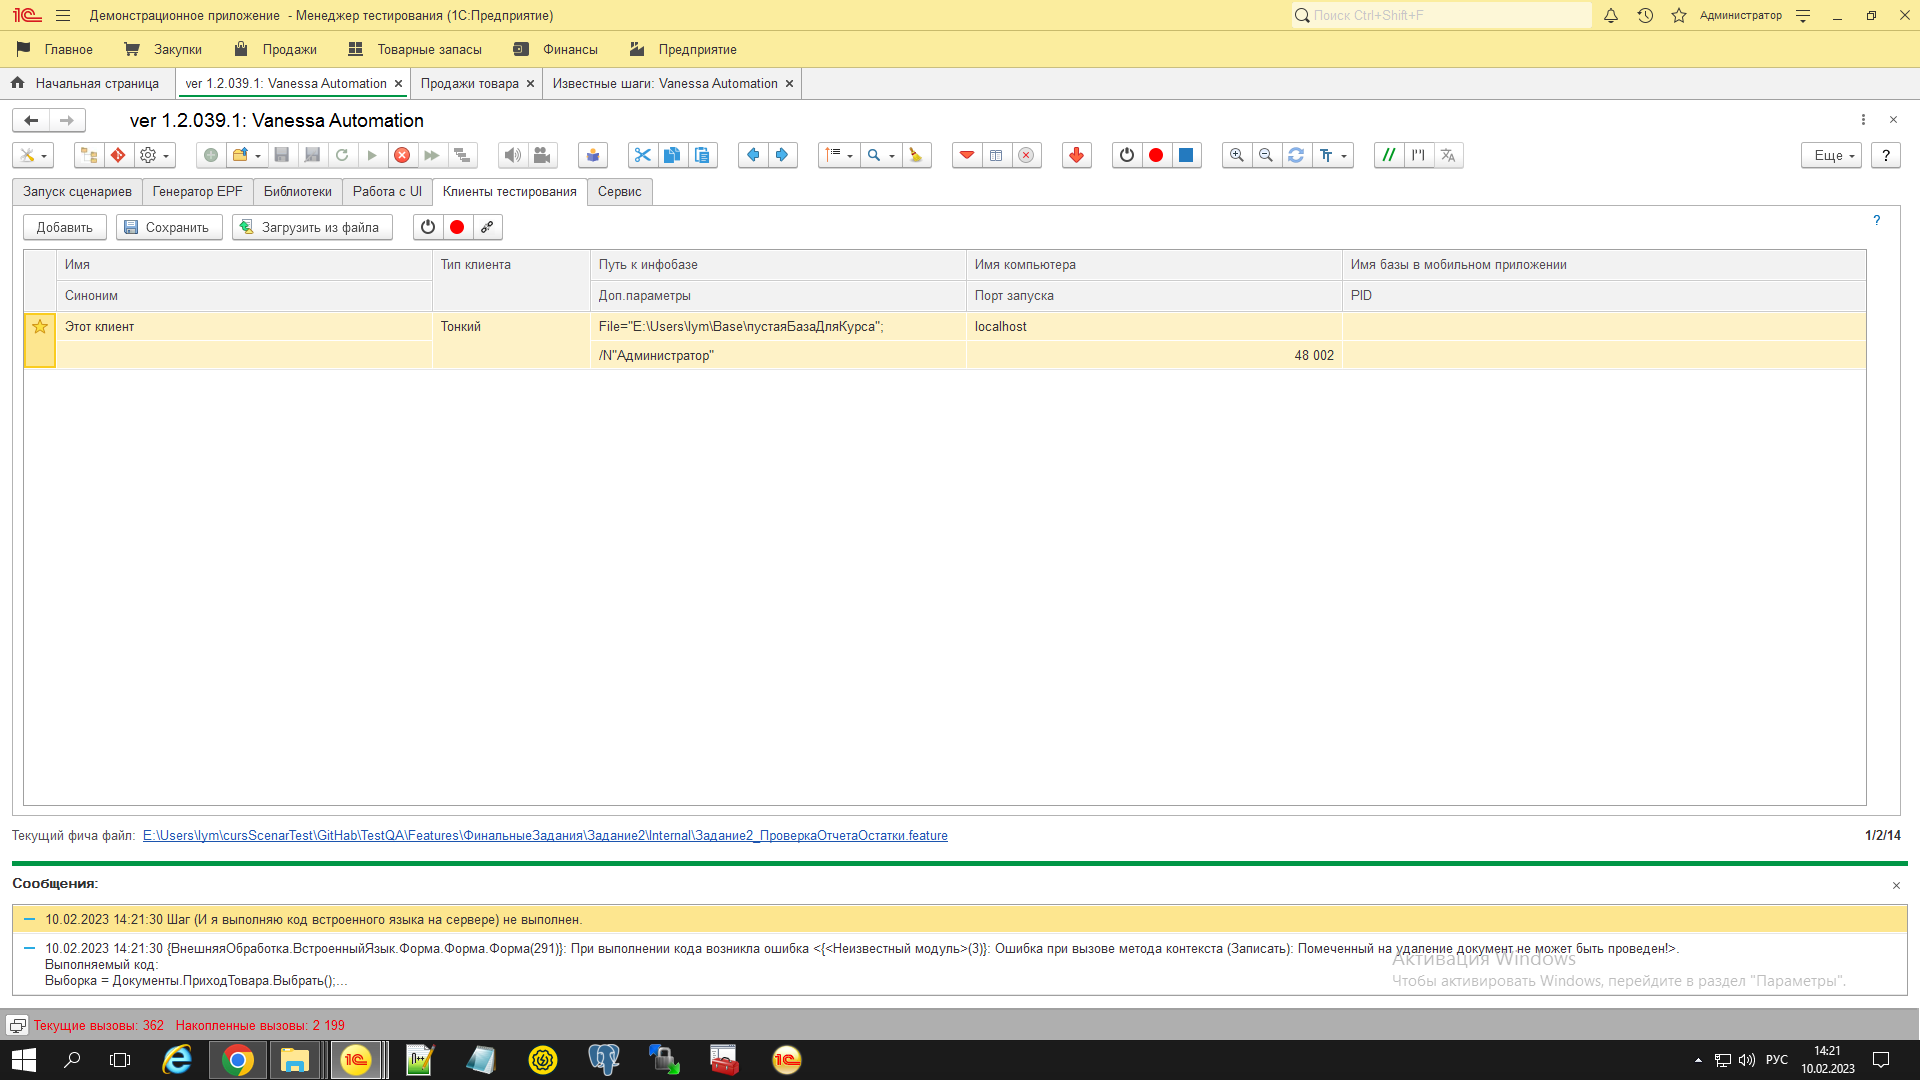 Демонстрационное приложение - Менеджер тестирования (1С:Предприятие)
Поиск Ctrl+Shift+F
Администратор
Главное Закупки Продажи Товарные запасы Финансы Предприятие
Начальная страница ver 1.2.039.1: Vanessa Automation × Продажи товара × Известные шаги: Vanessa Automation ×
ver 1.2.039.1: Vanessa Automation
Еще ?
Запуск сценариев Генератор EPF Библиотеки Работа с UI Клиенты тестирования Сервис
Добавить Сохранить Загрузить из файла ?
Имя Тип клиента Путь к инфобазе Имя компьютера Имя базы в мобильном приложении
Синоним Доп.параметры Порт запуска PID
Этот клиент Тонкий File="E:\Users\lym\Base\пустаяБазаДляКурса"; localhost
/N"Администратор" 48 002
Текущий фича файл: E:\Users\lym\cursScenarTest\GitHab\TestQA\Features\ФинальныеЗадания\Задание2\Internal\Задание2_ПроверкаОтчетаОстатки.feature 1/2/14
Сообщения:
10.02.2023 14:21:30 Шаг (И я выполняю код встроенного языка на сервере) не выполнен.
10.02.2023 14:21:30 {ВнешняяОбработка.ВстроенныйЯзык.Форма.Форма.Форма(291)}: При выполнении кода возникла ошибка <{<Неизвестный модуль>(3)}: Ошибка при вызове метода контекста (Записать): Помеченный на удаление документ не может быть проведен!>.
Выполняемый код:
Выборка = Документы.ПриходТовара.Выбрать();...
Активация Windows
Чтобы активировать Windows, перейдите в раздел "Параметры".
Текущие вызовы: 362 Накопленные вызовы: 2 199
РУС
14:21
10.02.2023